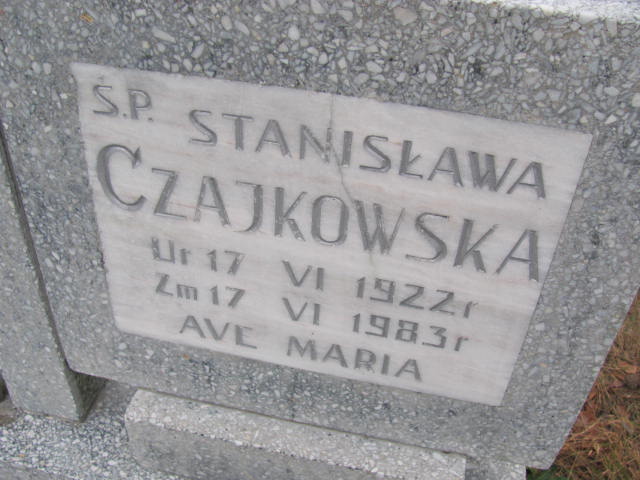 Ś.P. STANISŁAWA
CZAJKOWSKA
Ur 17 VI 1922r
Zm 17 VI 1983r
AVE MARIA